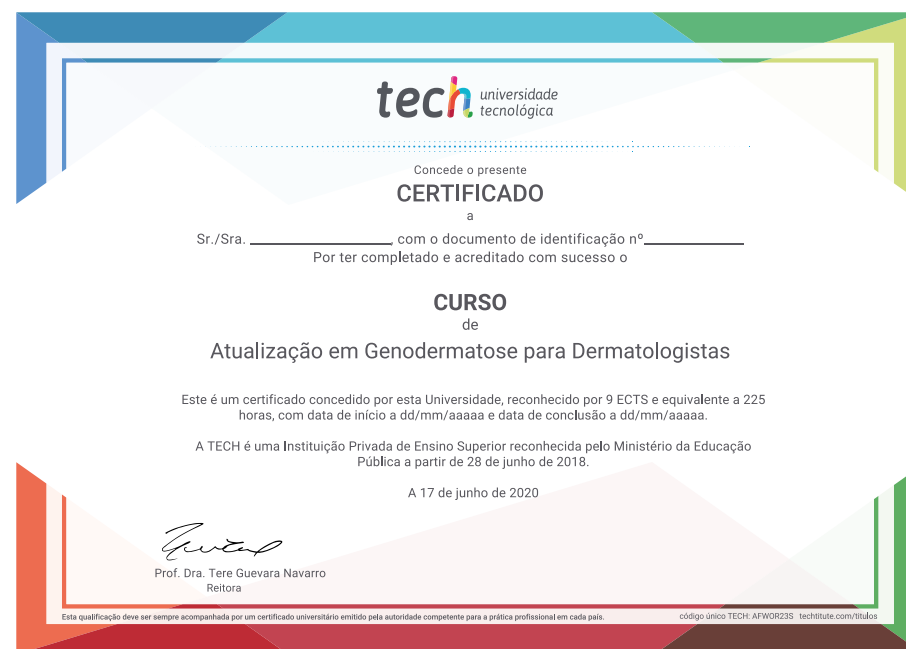 tech universidade
tecnológica
Concede o presente
CERTIFICADO
a
Sr./Sra. ____________, com o documento de identificação nº____________
Por ter completado e acreditado com sucesso o
CURSO
de
Atualização em Genodermatose para Dermatologistas
Este é um certificado concedido por esta Universidade, reconhecido por 9 ECTS e equivalente a 225
horas, com data de início a dd/mm/aaaaa e data de conclusão a dd/mm/aaaaa.
A TECH é uma Instituição Privada de Ensino Superior reconhecida pelo Ministério da Educação
Pública a partir de 28 de junho de 2018.
A 17 de junho de 2020
Prof. Dra. Tere Guevara Navarro
Reitora
Esta qualificação deve ser sempre acompanhada por um certificado universitário emitido pela autoridade competente para a prática profissional em cada país.
código único TECH: AFWOR23S techtitute.com/titulos